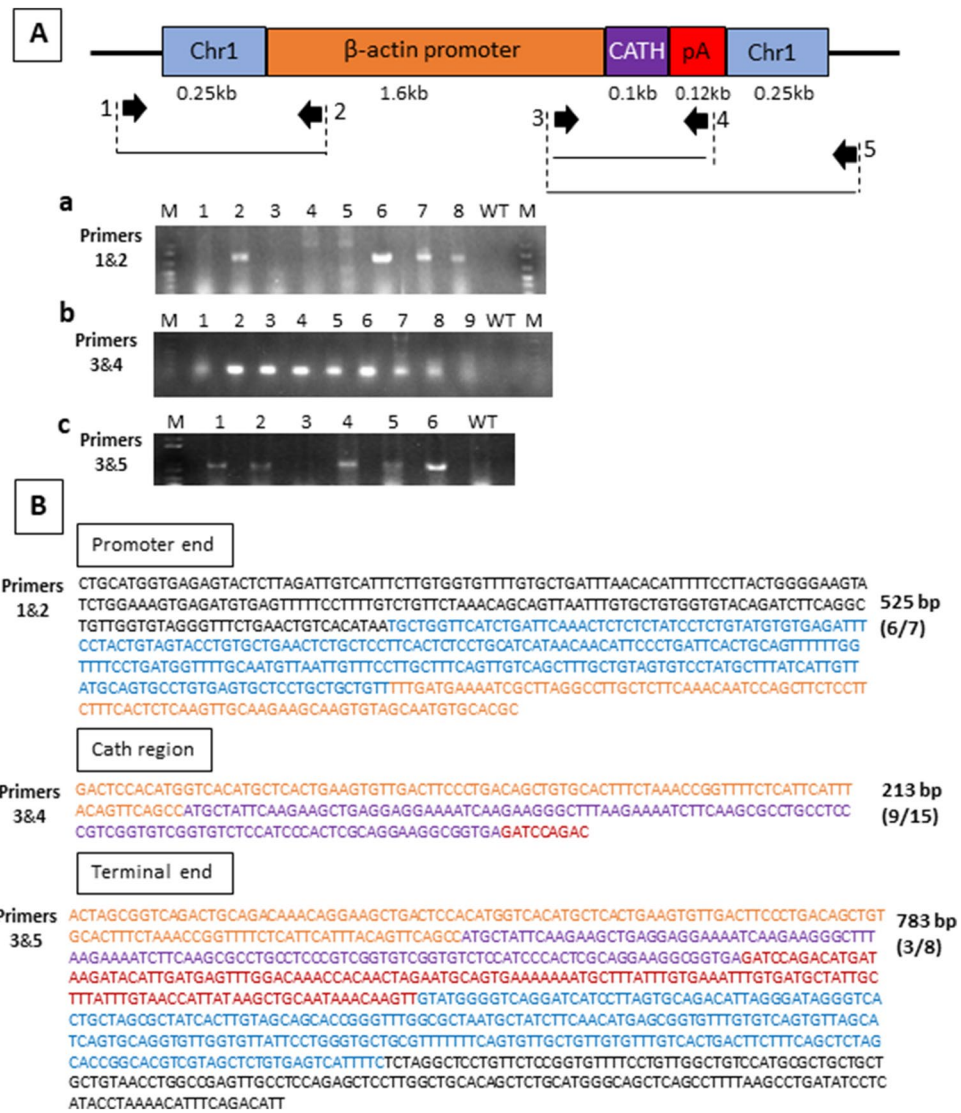 A
Chr1
β-actin promoter
CATH
pA
Chr1
0.25kb
1.6kb
0.1kb
0.12kb
0.25kb
1
2
3
4
5
a
M 1 2 3 4 5 6 7 8 WT M
Primers
1&2
b
M 1 2 3 4 5 6 7 8 9 WT M
Primers
3&4
c
M 1 2 3 4 5 6 WT
Primers
3&5
B
Promoter end
Primers
1&2
CTGCATGGTGAGAGTACTCTTAGATTGTCATTTCTTGTGGTGTTTTGTGCTGATTTAACACATTTTTCCTTACTGGGGAAGTA
TCTGGAAAGTGAGATGTGAGTTTTTCCTTTTGTCTGTTCTAAACAGCAGTTAATTTGTGCTGTGGTGTACAGATCTTCAGGC
TGTTGGTGTAGGGTTTCTGAACTGTCACATAATGCTGGTTCATCTGATTCAAACTCTCTCTATCCTCTGTATGTGTGAGATTT
CCTACTGTAGTACCTGTGCTGAACTCTGCTCCTTCACTCTCCTGCATCATAACAACATTCCCTGATTCACTGCAGTTTTTTGG
TTTTCCTGATGGTTTTGCAATGTTAATTGTTTCCTTGCTTTCAGTTGTCAGCTTTGCTGTAGTGTCCTATGCTTTATCATTGTT
ATGCAGTGCCTGTGAGTGCTCCTGCTGCTGTTTTTGATGAAAATCGCTTAGGCCTTGCTCTTCAAACAATCCAGCTTCTCCTT
CTTTCACTCTCAAGTTGCAAGAAGCAAGTGTAGCAATGTGCACGC
525 bp
(6/7)
Cath region
Primers
3&4
GACTCCACATGGTCACATGCTCACTGAAGTGTTGACTTCCCTGACAGCTGTGCACTTTCTAAACCGGTTTTCTCATTCATTT
ACAGTTCAGCCATGCTATTCAAGAAGCTGAGGAGGAAAATCAAGAAGGGCTTTAAGAAAATCTTCAAGCGCCTGCCTCC
CGTCGGTGTCGGTGTCTCCATCCCACTCGCAGGAAGGCGGTGAGATCCAGAC
213 bp
(9/15)
Terminal end
Primers
3&5
ACTAGCGGTCAGACTGCAGACAAACAGGAAGCTGACTCCACATGGTCACATGCTCACTGAAGTGTTGACTTCCCTGACAGCTGT
GCACTTTCTAAACCGGTTTTCTCATTCATTTACAGTTCAGCCATGCTATTCAAGAAGCTGAGGAGGAAAATCAAGAAGGGCTTT
AAGAAAATCTTCAAGCGCCTGCCTCCCGTCGGTGTCGGTGTCTCCATCCCACTCGCAGGAAGGCGGTGAGATCCAGACATGAT
AAGATACATTGATGAGTTTGGACAAACCACAACTAGAATGCAGTGAAAAAAATGCTTTATTTGTGAAATTTGTGATGCTATTGC
TTTATTTGTAACCATTATAAGCTGCAATAAACAAGTTGTATGGGGTCAGGATCATCCTTAGTGCAGACATTAGGGATAGGGTCA
CTGCTAGCGCTATCACTTGTAGCAGCACCGGGTTTGGCGCTAATGCTATCTTCAACATGAGCGGTGTTTGTGTCAGTGTTAGCA
TCAGTGCAGGTGTTGGTGTTATTCCTGGGTGCTGCGTTTTTTTCAGTGTTGCTGTTGTGTTTGTCACTGACTTCTTTCAGCTCTAG
CACCGGCACGTCGTAGCTCTGTGAGTCATTTTCTCTAGGCTCCTGTTCTCCGGTGTTTTCCTGTTGGCTGTCCATGCGCTGCTGCT
GCTGTAACCTGGCCGAGTTGCCTCCAGAGCTCCTTGGCTGCACAGCTCTGCATGGGCAGCTCAGCCTTTTAAGCCTGATATCCTC
ATACCTAAAACATTTCAGACATT
783 bp
(3/8)